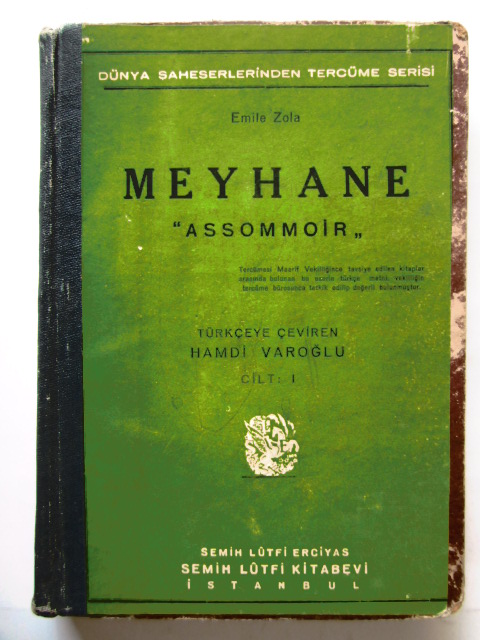 DÜNYA ŞAHESERLERİNDEN TERCÜME SERİSİ
Emile Zola
MEYHANE
"ASSOMMOİR„
Tercümesi Maarif Vekilliğince tavsiye edilen kitaplar
arasında bulunan bu eserin türkçe metni vekilliğin
tercüme bürosunca tetkik edilip değerli bulunmuştur.
TÜRKÇEYE ÇEVİREN
HAMDİ VAROĞLU
CİLT: I
SEMİH LÛTFİ ERCİYAS
SEMİH LÛTFİ KİTABEVİ
İSTANBUL